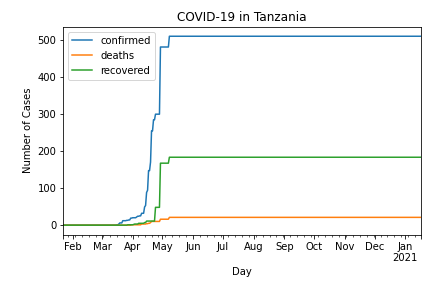 COVID-19 in Tanzania
confirmed
deaths
recovered
Number of Cases
500
400
300
200
100
0
Feb Mar Apr May Jun Jul Aug Sep Oct Nov Dec Jan
2021
Day